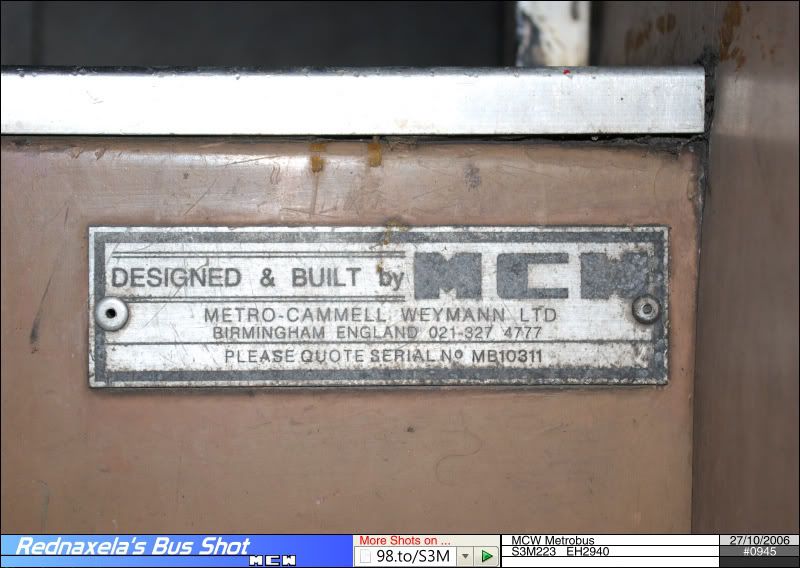 DESIGNED & BUILT by MCW
METRO-CAMMELL WEYMANN LTD
BIRMINGHAM ENGLAND 021-327 4777
PLEASE QUOTE SERIAL Nº MB10311
Rednaxela's Bus Shot
MCW
More Shots on ...
98.to/S3M
MCW Metrobus
27/10/2006
S3M223 EH2940
#0945